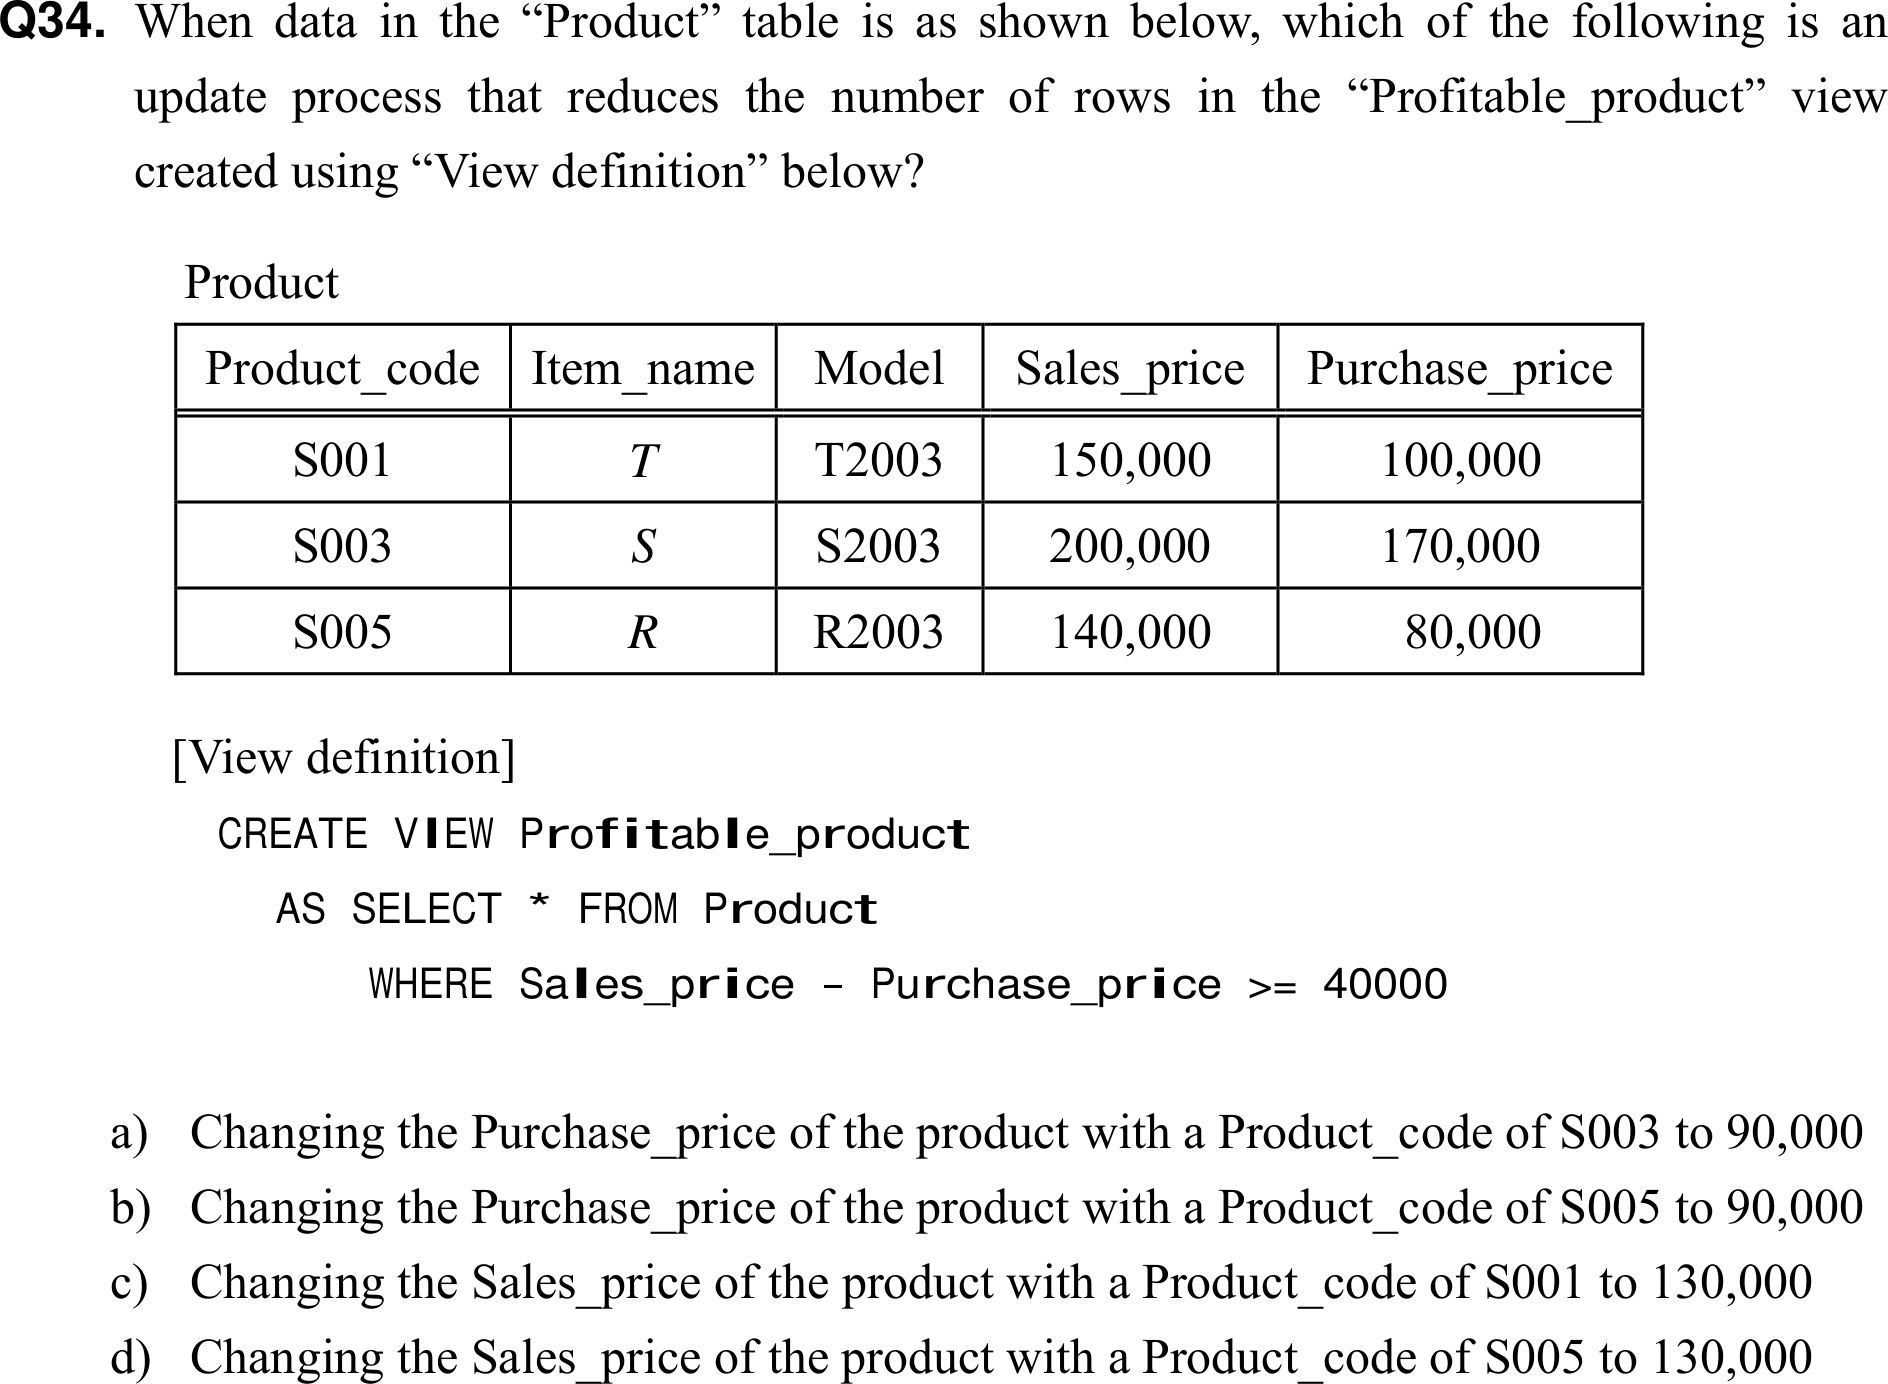 Q34. When data in the “Product” table is as shown below, which of the following is an
update process that reduces the number of rows in the “Profitable_product” view
created using “View definition” below?
Product
Product_code Item_name Model Sales_price Purchase_price
S001 T T2003 150,000 100,000
S003 S S2003 200,000 170,000
S005 R R2003 140,000 80,000
[View definition]
CREATE VIEW Profitable_product
AS SELECT * FROM Product
WHERE Sales_price - Purchase_price >= 40000
a) Changing the Purchase_price of the product with a Product_code of S003 to 90,000
b) Changing the Purchase_price of the product with a Product_code of S005 to 90,000
c) Changing the Sales_price of the product with a Product_code of S001 to 130,000
d) Changing the Sales_price of the product with a Product_code of S005 to 130,000